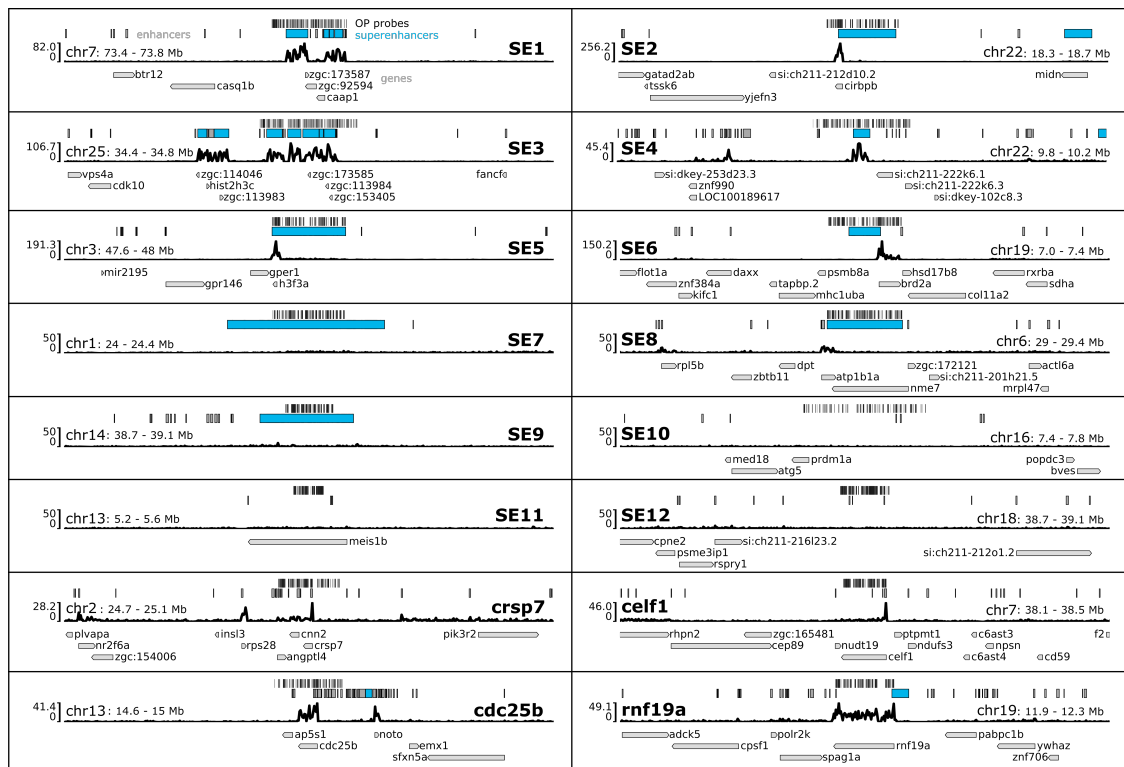 OP probes
enhancers superenhancers
82.0
0
chr7: 73.4 - 73.8 Mb
SE1
btr12
zgc:173587
genes
casq1b
zgc:92594
caap1
256.2
0
SE2
chr22: 18.3 - 18.7 Mb
gatad2ab
si:ch211-212d10.2
midn
tssk6
cirbpb
yjefn3
106.7
0
chr25: 34.4 - 34.8 Mb
SE3
vps4a
zgc:114046
zgc:173585
fancf
cdk10
hist2h3c
zgc:113984
zgc:113983
zgc:153405
45.4
0
SE4
chr22: 9.8 - 10.2 Mb
si:dkey-253d23.3
si:ch211-222k6.1
znf990
si:ch211-222k6.3
LOC100189617
si:dkey-102c8.3
191.3
0
chr3: 47.6 - 48 Mb
SE5
mir2195
gper1
gpr146
h3f3a
150.2
0
SE6
chr19: 7.0 - 7.4 Mb
flot1a
daxx
psmb8a
hsd17b8
rxrba
znf384a
tapbp.2
brd2a
sdha
kifc1
mhc1uba
col11a2
50
0
chr1: 24 - 24.4 Mb
SE7
50
0
SE8
chr6: 29 - 29.4 Mb
rpl5b
dpt
zgc:172121
actl6a
zbtb11
atp1b1a
si:ch211-201h21.5
nme7
mrpl47
50
0
chr14: 38.7 - 39.1 Mb
SE9
50
0
SE10
chr16: 7.4 - 7.8 Mb
med18
prdm1a
popdc3
atg5
bves
50
0
chr13: 5.2 - 5.6 Mb
SE11
meis1b
50
0
SE12
chr18: 38.7 - 39.1 Mb
cpne2
si:ch211-216l23.2
psme3ip1
si:ch211-212o1.2
rspry1
28.2
0
chr2: 24.7 - 25.1 Mb
crsp7
plvapa
insl3
cnn2
pik3r2
nr2f6a
rps28
crsp7
zgc:154006
angptl4
46.0
0
celf1
chr7: 38.1 - 38.5 Mb
rhpn2
zgc:165481
ptpmt1
c6ast3
f2
cep89
nudt19
ndufs3
npsn
celf1
c6ast4
cd59
41.4
0
chr13: 14.6 - 15 Mb
cdc25b
ap5s1
noto
cdc25b
emx1
sfxn5a
49.1
0
rnf19a
chr19: 11.9 - 12.3 Mb
adck5
polr2k
pabpc1b
cpsf1
rnf19a
ywhaz
spag1a
znf706